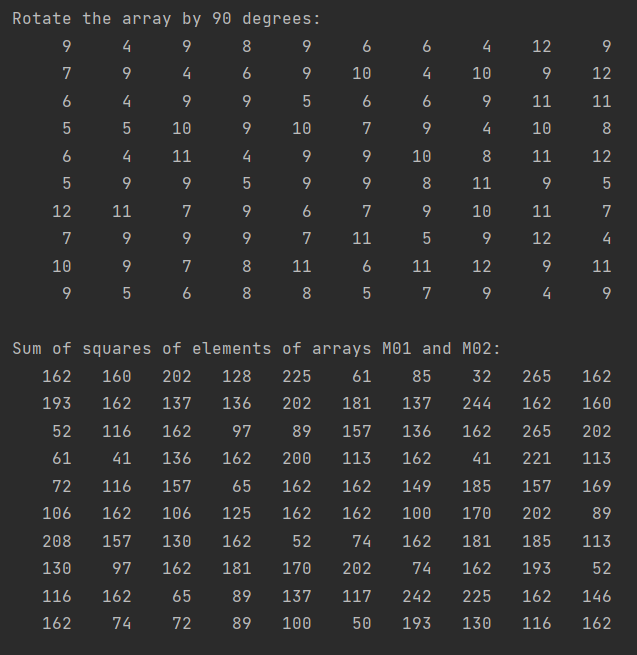 Rotate the array by 90 degrees:
9 4 9 8 9 6 6 4 12 9
7 9 4 6 9 10 4 10 9 12
6 4 9 9 5 6 6 9 11 11
5 5 10 9 10 7 9 4 10 8
6 4 11 4 9 9 10 8 11 12
5 9 9 5 9 9 8 11 9 5
12 11 7 9 6 7 9 10 11 7
7 9 9 9 7 11 5 9 12 4
10 9 7 8 11 6 11 12 9 11
9 5 6 8 8 5 7 9 4 9
Sum of squares of elements of arrays M01 and M02:
162 160 202 128 225 61 85 32 265 162
193 162 137 136 202 181 137 244 162 160
52 116 162 97 89 157 136 162 265 202
61 41 136 162 200 113 162 41 221 113
72 116 157 65 162 162 149 185 157 169
106 162 106 125 162 162 100 170 202 89
208 157 130 162 52 74 162 181 185 113
130 97 162 181 170 202 74 162 193 52
116 162 65 89 137 117 242 225 162 146
162 74 72 89 100 50 193 130 116 162